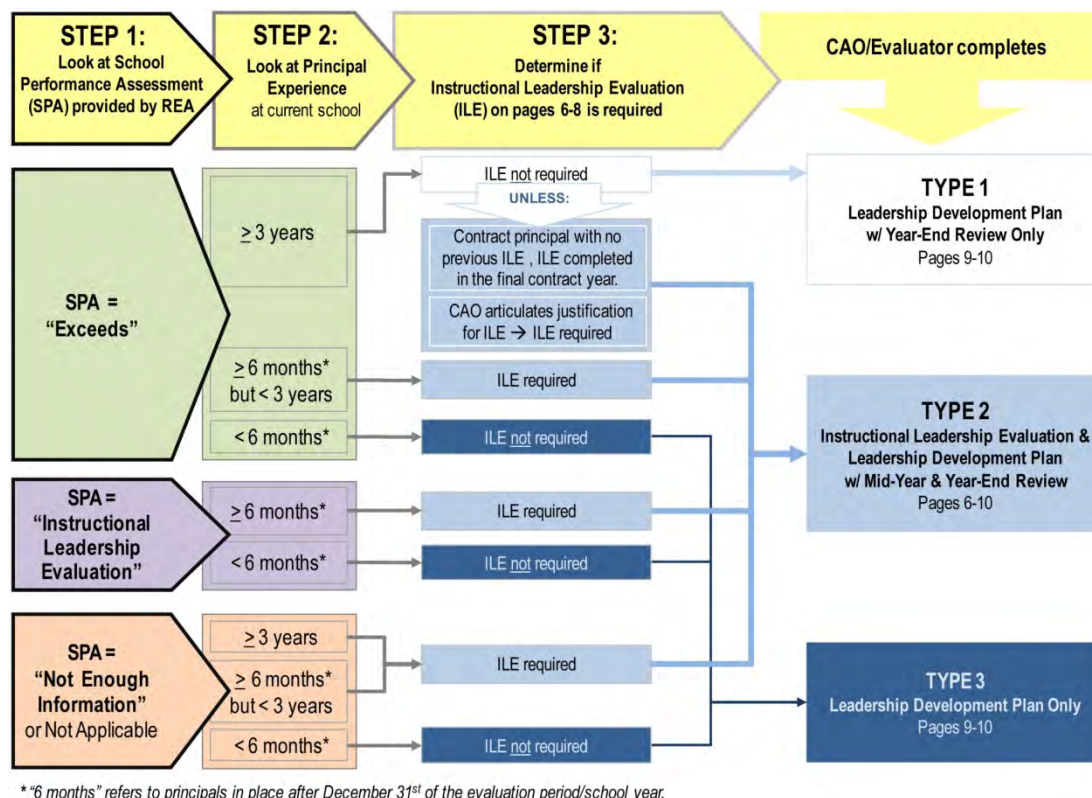 STEP 1:
Look at School
Performance Assessment
(SPA) provided by REA
STEP 2:
Look at Principal
Experience
at current school
STEP 3:
Determine if
Instructional Leadership Evaluation
(ILE) on pages 6-8 is required
CAO/Evaluator completes
SPA =
“Exceeds”
≥ 3 years
ILE not required
UNLESS:
Contract principal with no
previous ILE , ILE completed
in the final contract year.
CAO articulates justification
for ILE → ILE required
≥ 6 months*
but < 3 years
ILE required
< 6 months*
ILE not required
SPA =
“Instructional
Leadership
Evaluation”
≥ 6 months*
ILE required
< 6 months*
ILE not required
SPA =
“Not Enough
Information”
or Not Applicable
≥ 3 years
≥ 6 months*
but < 3 years
ILE required
< 6 months*
ILE not required
TYPE 1
Leadership Development Plan
w/ Year-End Review Only
Pages 9-10
TYPE 2
Instructional Leadership Evaluation &
Leadership Development Plan
w/ Mid-Year & Year-End Review
Pages 6-10
TYPE 3
Leadership Development Plan Only
Pages 9-10
* “6 months” refers to principals in place after December 31st of the evaluation period/school year.